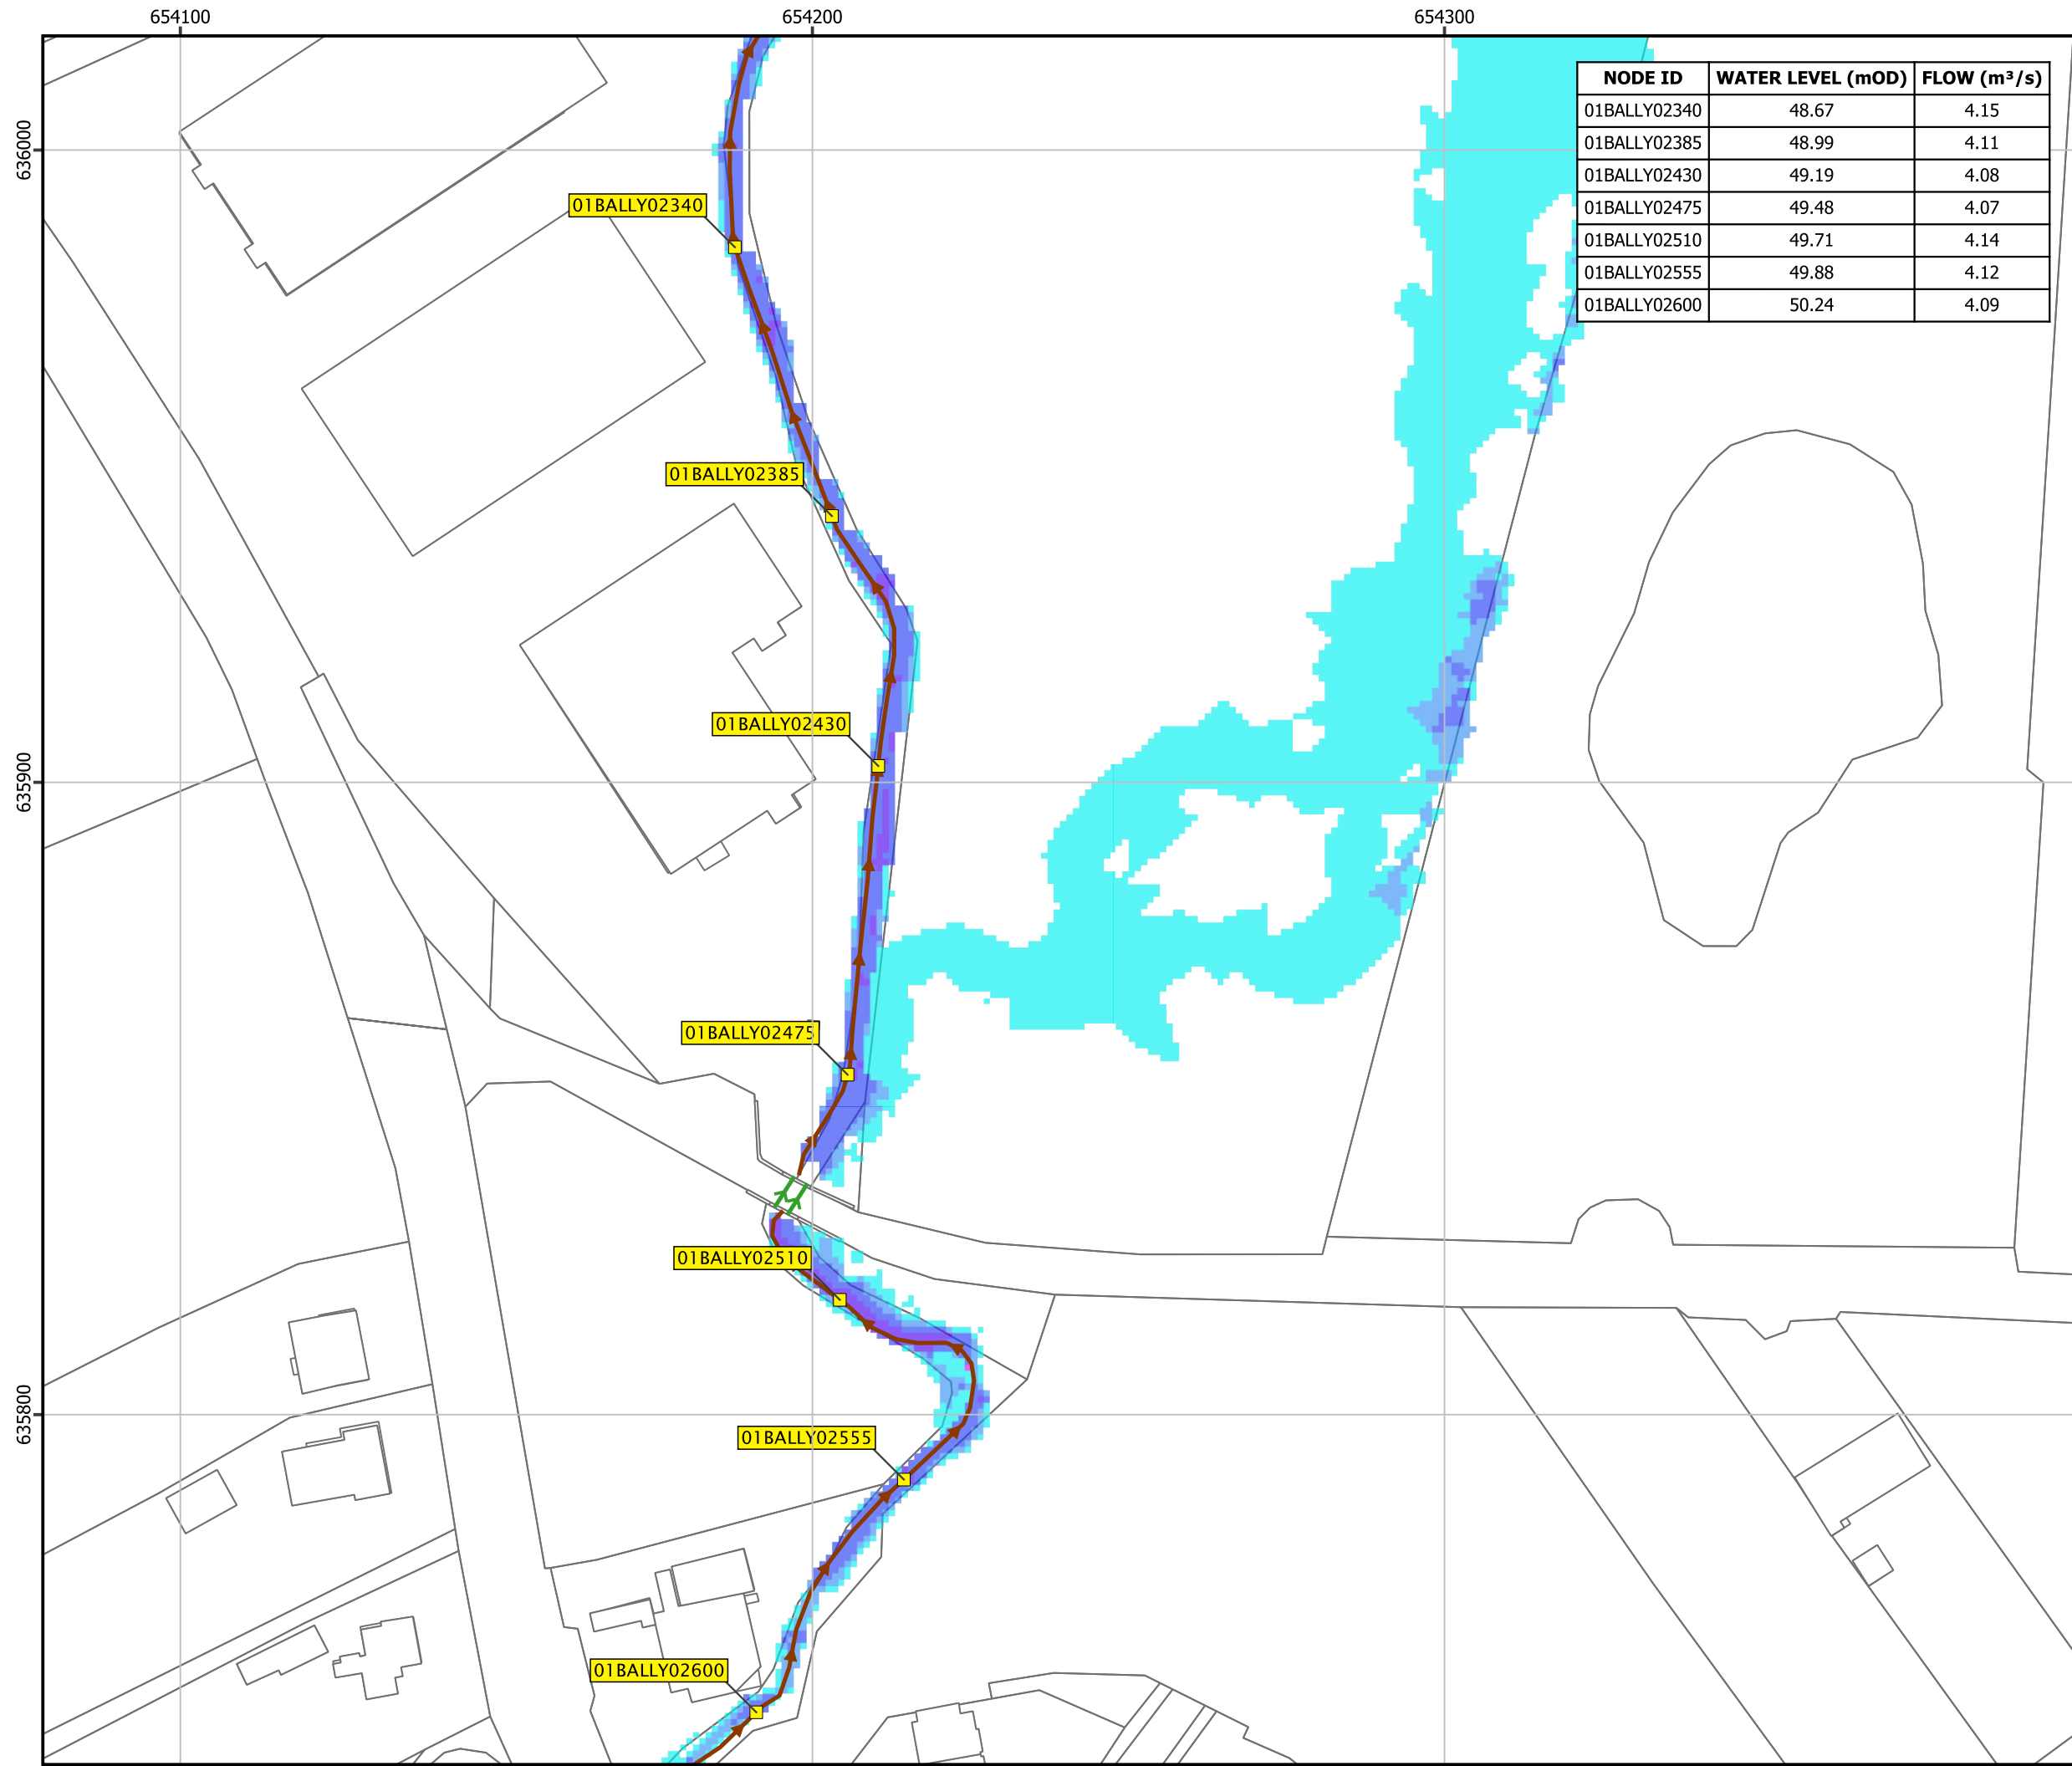 654100 654200 654300
NODE ID WATER LEVEL (mOD) FLOW (m³/s)
01BALLY02340 48.67 4.15
01BALLY02385 48.99 4.11
01BALLY02430 49.19 4.08
01BALLY02475 49.48 4.07
01BALLY02510 49.71 4.14
01BALLY02555 49.88 4.12
01BALLY02600 50.24 4.09
636000
01BALLY02340
01BALLY02385
01BALLY02430
635900
01BALLY02475
01BALLY02510
635800
01BALLY02555
01BALLY02600